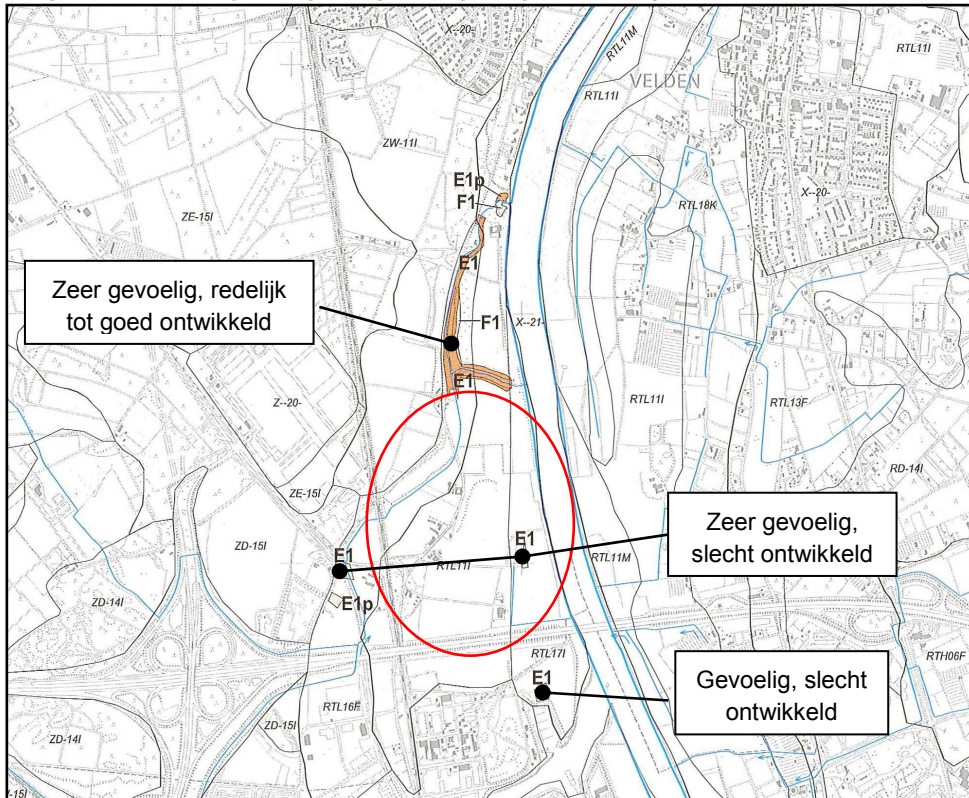 X--20-
RTL11M
RTL11I
RTL11I
VELDEN
ZW-11I
E1p
F1
RTL18K
X--20-
ZE-15I
E1
Zeer gevoelig, redelijk
tot goed ontwikkeld
F1
X--21-
E1
Z--20-
RTL11I
RTL13F
RD-14I
ZE-15I
Zeer gevoelig,
slecht ontwikkeld
ZD-15I
E1
E1
RTL11I
RTL11M
ZD-14I
E1p
RTL17I
RTH06F
E1
Gevoelig, slecht
ontwikkeld
RTL16F
ZD-15I
ZD-14I